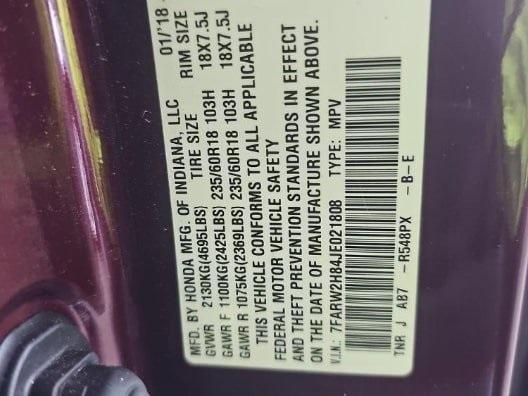 MFD. BY HONDA MFG. OF INDIANA, LLC 01/'18
TIRE SIZE RIM SIZE
GVWR 2130KG(4695LBS)
GAWR F 1100KG(2425LBS) 235/60R18 103H 18X7.5J
GAWR R 1075KG(2369LBS) 235/60R18 103H 18X7.5J
THIS VEHICLE CONFORMS TO ALL APPLICABLE
FEDERAL MOTOR VEHICLE SAFETY
AND THEFT PREVENTION STANDARDS IN EFFECT
ON THE DATE OF MANUFACTURE SHOWN ABOVE.
V.I.N.: 7FARW2H84JE021808 TYPE: MPV
TNR J A87 -R548PX -B-E